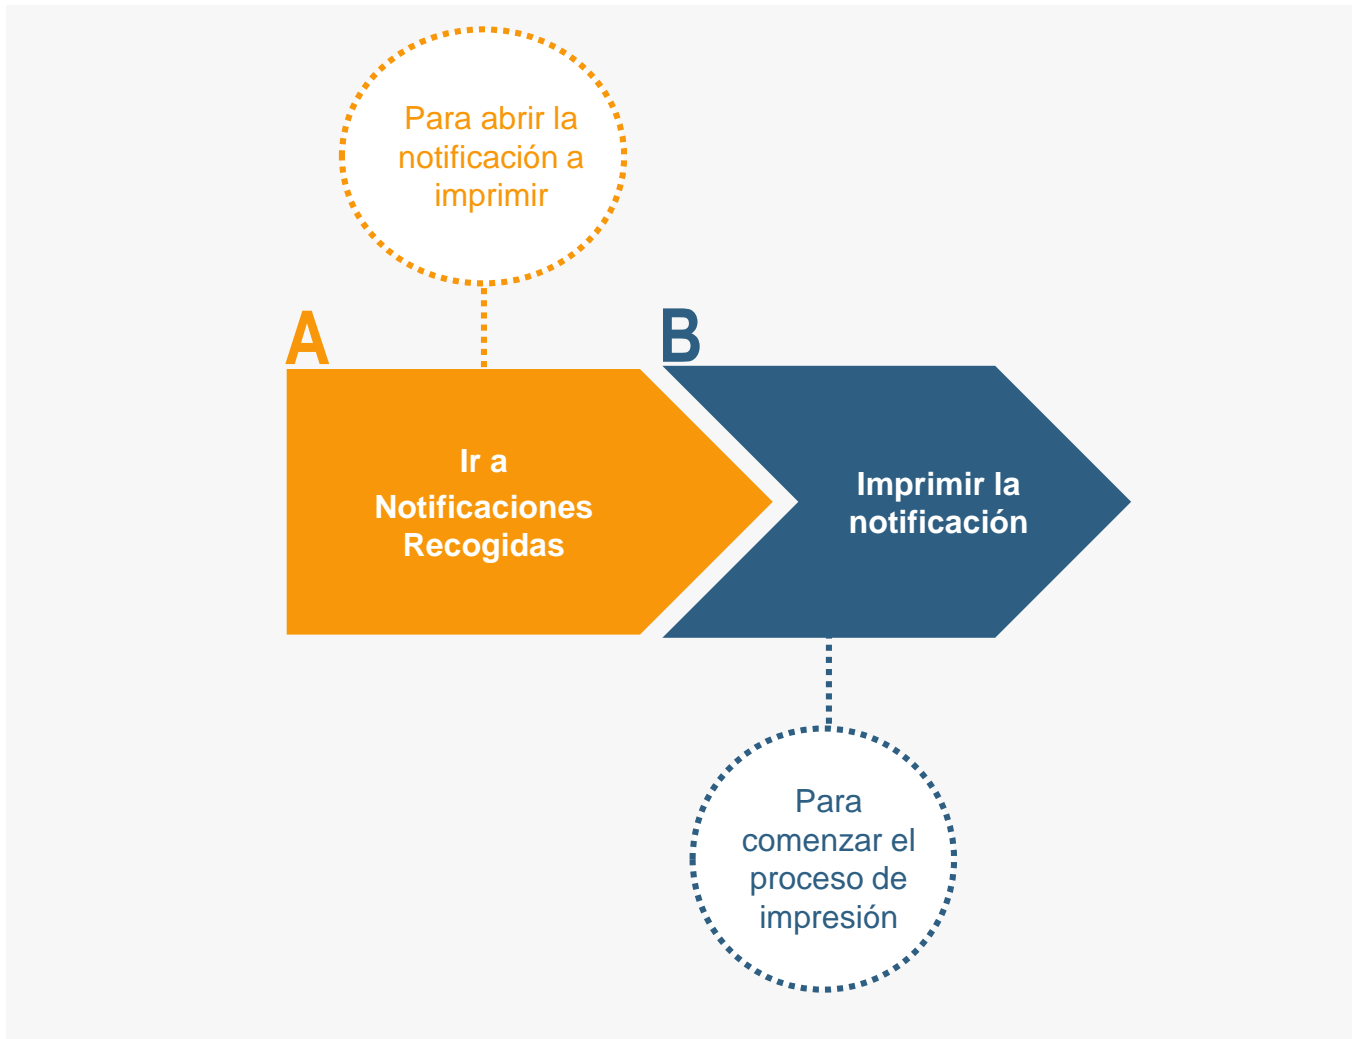 Para abrir la
notificación a
imprimir
A
Ir a
Notificaciones
Recogidas
B
Imprimir la
notificación
Para
comenzar el
proceso de
impresión